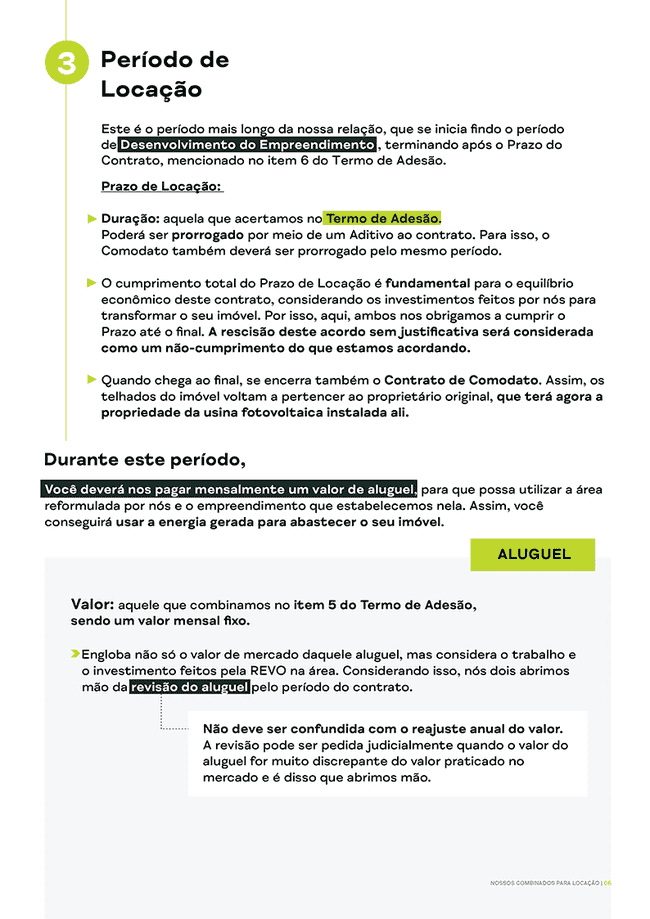 3
Período de
Locação
Este é o período mais longo da nossa relação, que se inicia findo o período
de Desenvolvimento do Empreendimento, terminando após o Prazo do
Contrato, mencionado no item 6 do Termo de Adesão.
Prazo de Locação:
Duração: aquela que acertamos no Termo de Adesão.
Poderá ser prorrogado por meio de um Aditivo ao contrato. Para isso, o
Comodato também deverá ser prorrogado pelo mesmo período.
O cumprimento total do Prazo de Locação é fundamental para o equilíbrio
econômico deste contrato, considerando os investimentos feitos por nós para
transformar o seu imóvel. Por isso, aqui, ambos nos obrigamos a cumprir o
Prazo até o final. A rescisão deste acordo sem justificativa será considerada
como um não-cumprimento do que estamos acordando.
Quando chega ao final, se encerra também o Contrato de Comodato. Assim, os
telhados do imóvel voltam a pertencer ao proprietário original, que terá agora a
propriedade da usina fotovoltaica instalada ali.
Durante este período,
Você deverá nos pagar mensalmente um valor de aluguel, para que possa utilizar a área
reformulada por nós e o empreendimento que estabelecemos nela. Assim, você
conseguirá usar a energia gerada para abastecer o seu imóvel.
ALUGUEL
Valor: aquele que combinamos no item 5 do Termo de Adesão,
sendo um valor mensal fixo.
Engloba não só o valor de mercado daquele aluguel, mas considera o trabalho e
o investimento feitos pela REVO na área. Considerando isso, nós dois abrimos
mão da revisão do aluguel pelo período do contrato.
Não deve ser confundida com o reajuste anual do valor.
A revisão pode ser pedida judicialmente quando o valor do
aluguel for muito discrepante do valor praticado no
mercado e é disso que abrimos mão.
NOSSOS COMBINADOS PARA LOCAÇÃO | 06